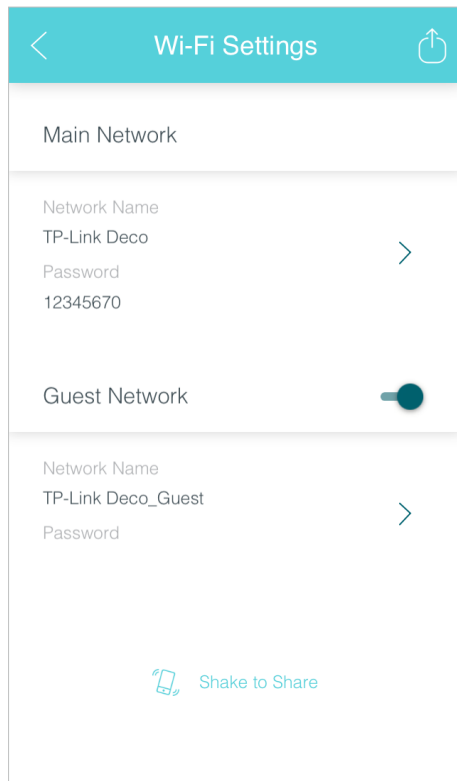 Wi-Fi Settings
Main Network
Network Name
TP-Link Deco
Password
12345670
Guest Network
Network Name
TP-Link Deco_Guest
Password
Shake to Share